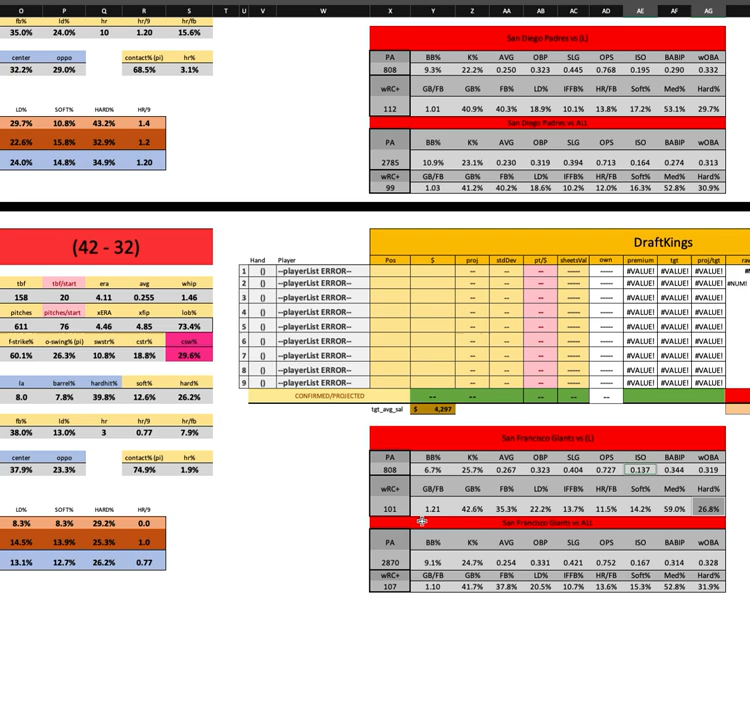 O P Q R S T U V W X Y Z AA AB AC AD AE AF AG
fb% ld% hr hr/9 hr/fb
35.0% 24.0% 10 1.20 15.6%
San Diego Padres vs (L)
center oppo contact% (pi) hr%
PA BB% K% AVG OBP SLG OPS ISO BABIP wOBA
32.2% 29.0% 68.5% 3.1%
808 9.3% 22.2% 0.250 0.323 0.445 0.768 0.195 0.290 0.332
wRC+ GB/FB GB% FB% LD% IFFB% HR/FB Soft% Med% Hard%
LD% SOFT% HARD% HR/9
112 1.01 40.9% 40.3% 18.9% 10.1% 13.8% 17.2% 53.1% 29.7%
29.7% 10.8% 43.2% 1.4
San Diego Padres vs ALL
22.6% 15.8% 32.9% 1.2
PA BB% K% AVG OBP SLG OPS ISO BABIP wOBA
24.0% 14.8% 34.9% 1.20
2785 10.9% 23.1% 0.230 0.319 0.394 0.713 0.164 0.274 0.313
wRC+ GB/FB GB% FB% LD% IFFB% HR/FB Soft% Med% Hard%
99 1.03 41.2% 40.2% 18.6% 10.2% 12.0% 16.3% 52.8% 30.9%
(42 - 32) DraftKings
Hand Player Pos $ proj stdDev pt/$ sheetsVal own premium tgt proj/tgt
1 () --playerList ERROR-- -- -- -- ----- ----- #VALUE! #VALUE! #VALUE!
tbf tbf/start era avg whip
2 () --playerList ERROR-- -- -- -- ----- ----- #VALUE! #VALUE! #VALUE! #NUM!
158 20 4.11 0.255 1.46
3 () --playerList ERROR-- -- -- -- ----- ----- #VALUE! #VALUE! #VALUE!
pitches pitches/start xERA xfip lob%
4 () --playerList ERROR-- -- -- -- ----- ----- #VALUE! #VALUE! #VALUE!
611 76 4.46 4.85 73.4%
5 () --playerList ERROR-- -- -- -- ----- ----- #VALUE! #VALUE! #VALUE!
f-strike% o-swing% (pi) swstr% cstr% csw%
6 () --playerList ERROR-- -- -- -- ----- ----- #VALUE! #VALUE! #VALUE!
60.1% 26.3% 10.8% 18.8% 29.6%
7 () --playerList ERROR-- -- -- -- ----- ----- #VALUE! #VALUE! #VALUE!
8 () --playerList ERROR-- -- -- -- ----- ----- #VALUE! #VALUE! #VALUE!
la barrel% hardhit% soft% hard%
9 () --playerList ERROR-- -- -- -- ----- ----- #VALUE! #VALUE! #VALUE!
8.0 7.8% 39.8% 12.6% 26.2%
CONFIRMED/PROJECTED -- -- -- -- --
tgt_avg_sal $ 4,297
fb% ld% hr hr/9 hr/fb
38.0% 13.0% 3 0.77 7.9%
San Francisco Giants vs (L)
center oppo contact% (pi) hr%
PA BB% K% AVG OBP SLG OPS ISO BABIP wOBA
37.9% 23.3% 74.9% 1.9%
808 6.7% 25.7% 0.267 0.323 0.404 0.727 0.137 0.344 0.319
wRC+ GB/FB GB% FB% LD% IFFB% HR/FB Soft% Med% Hard%
LD% SOFT% HARD% HR/9
101 1.21 42.6% 35.3% 22.2% 13.7% 11.5% 14.2% 59.0% 26.8%
8.3% 8.3% 29.2% 0.0
San Francisco Giants vs ALL
14.5% 13.9% 25.3% 1.0
PA BB% K% AVG OBP SLG OPS ISO BABIP wOBA
13.1% 12.7% 26.2% 0.77
2870 9.1% 24.7% 0.254 0.331 0.421 0.752 0.167 0.314 0.328
wRC+ GB/FB GB% FB% LD% IFFB% HR/FB Soft% Med% Hard%
107 1.10 41.7% 37.8% 20.5% 10.7% 13.6% 15.3% 52.8% 31.9%